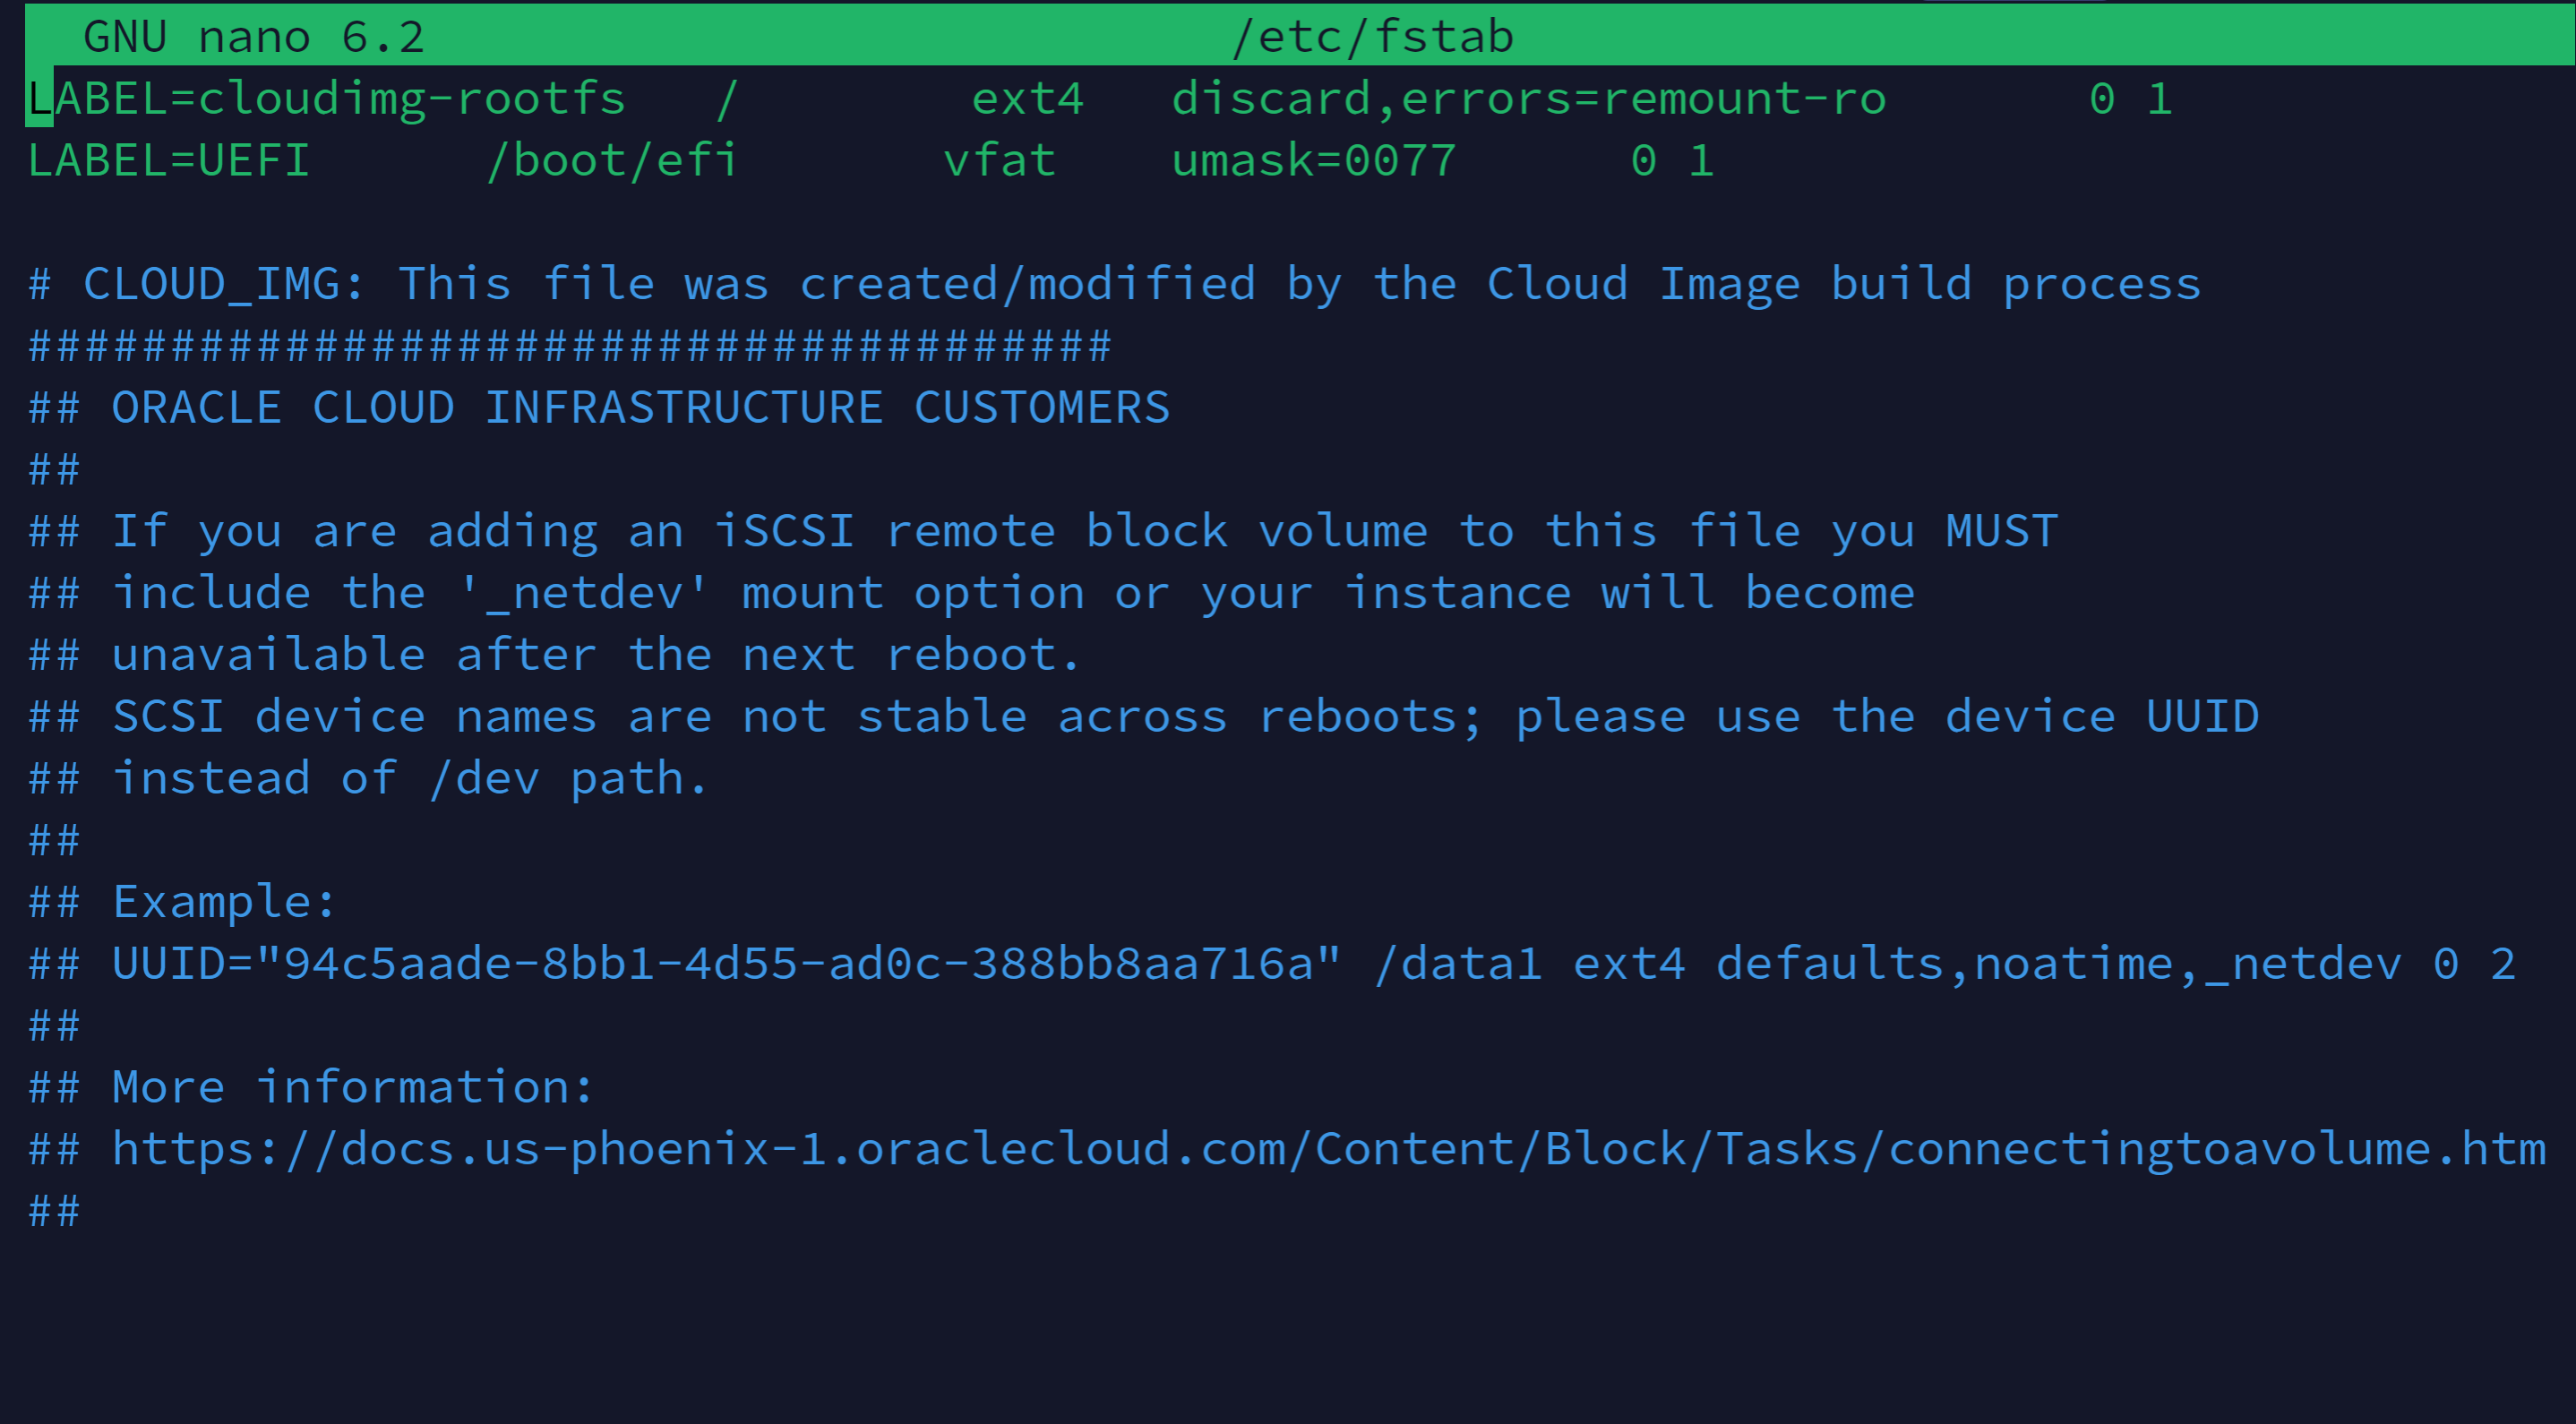 GNU nano 6.2 /etc/fstab
LABEL=cloudimg-rootfs / ext4 discard,errors=remount-ro 0 1
LABEL=UEFI /boot/efi vfat umask=0077 0 1
# CLOUD_IMG: This file was created/modified by the Cloud Image build process
######################################
## ORACLE CLOUD INFRASTRUCTURE CUSTOMERS
##
## If you are adding an iSCSI remote block volume to this file you MUST
## include the '_netdev' mount option or your instance will become
## unavailable after the next reboot.
## SCSI device names are not stable across reboots; please use the device UUID
## instead of /dev path.
##
## Example:
## UUID="94c5aade-8bb1-4d55-ad0c-388bb8aa716a" /data1 ext4 defaults,noatime,_netdev 0 2
##
## More information:
## https://docs.us-phoenix-1.oraclecloud.com/Content/Block/Tasks/connectingtoavolume.htm
##